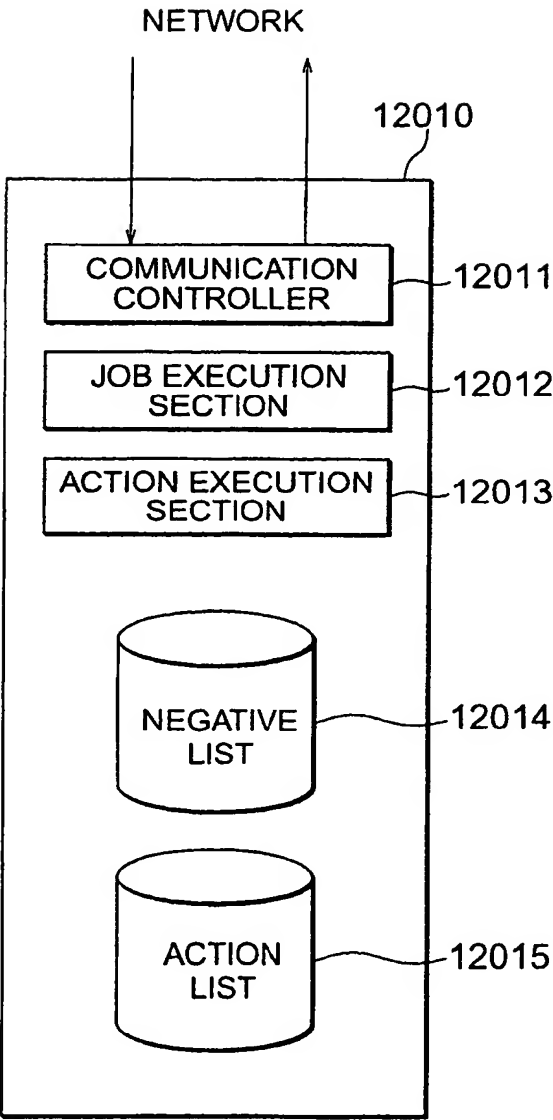 NETWORK
12010
COMMUNICATION
CONTROLLER
12011
JOB EXECUTION
SECTION
12012
ACTION EXECUTION
SECTION
12013
NEGATIVE
LIST
12014
ACTION
LIST
12015